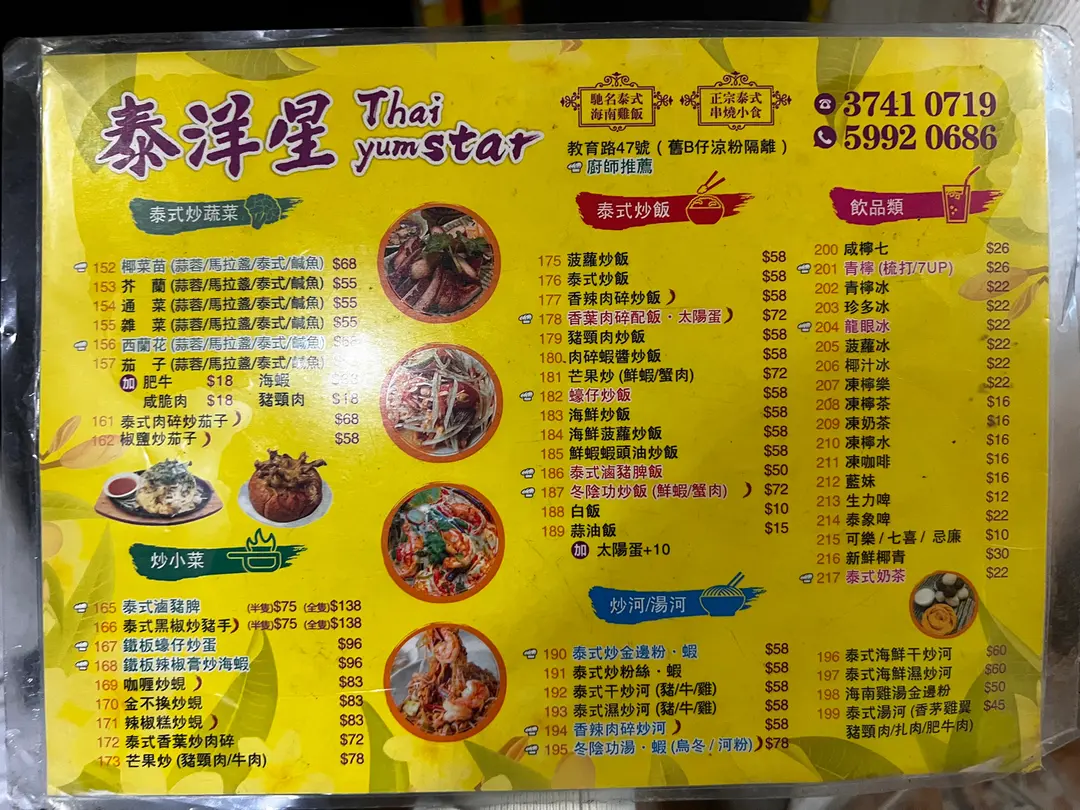 泰洋星 Thai yum star
馳名泰式
海南雞飯
正宗泰式
串燒小食
3741 0719
5992 0686
教育路47號（舊B仔涼粉隔離）
廚師推薦
泰式炒蔬菜
152 椰菜苗 (蒜蓉/馬拉盞/泰式/鹹魚) $68
153 芥蘭 (蒜蓉/馬拉盞/泰式/鹹魚) $55
154 通菜 (蒜蓉/馬拉盞/泰式/鹹魚) $55
155 雜菜 (蒜蓉/馬拉盞/泰式/鹹魚) $55
156 西蘭花 (蒜蓉/馬拉盞/泰式/鹹魚)
157 茄子 (蒜蓉/馬拉盞/泰式/鹹魚)
加 肥牛 $18 海蝦
咸脆肉 $18 豬頸肉 $18
161 泰式肉碎炒茄子 $68
162 椒鹽炒茄子 $58
炒小菜
165 泰式滷豬脾 (半隻)$75 (全隻)$138
166 泰式黑椒炒豬手 (半隻)$75 (全隻)$138
167 鐵板蠔仔炒蛋 $96
168 鐵板辣椒膏炒海蝦 $96
169 咖喱炒蜆 $83
170 金不換炒蜆 $83
171 辣椒糕炒蜆 $83
172 泰式香葉炒肉碎 $72
173 芒果炒 (豬頸肉/牛肉) $78
泰式炒飯
175 菠蘿炒飯 $58
176 泰式炒飯 $58
177 香辣肉碎炒飯 $58
178 香葉肉碎配飯・太陽蛋 $72
179 豬頸肉炒飯 $58
180 肉碎蝦醬炒飯 $58
181 芒果炒 (鮮蝦/蟹肉) $72
182 蠔仔炒飯 $58
183 海鮮炒飯 $58
184 海鮮菠蘿炒飯 $58
185 鮮蝦蝦頭油炒飯 $58
186 泰式滷豬脾飯 $50
187 冬陰功炒飯 (鮮蝦/蟹肉) $72
188 白飯 $10
189 蒜油飯 $15
加 太陽蛋+10
飲品類
200 咸檸七 $26
201 青檸 (梳打/7UP) $26
202 青檸冰 $22
203 珍多冰 $22
204 龍眼冰 $22
205 菠蘿冰 $22
206 椰汁冰 $22
207 凍檸樂 $22
208 凍檸茶 $16
209 凍奶茶 $16
210 凍檸水 $16
211 凍咖啡 $16
212 藍妹 $16
213 生力啤 $12
214 泰象啤 $22
215 可樂 / 七喜 / 忌廉 $10
216 新鮮椰青 $30
217 泰式奶茶 $22
炒河/湯河
190 泰式炒金邊粉・蝦 $58
191 泰式炒粉絲・蝦 $58
192 泰式干炒河 (豬/牛/雞) $58
193 泰式濕炒河 (豬/牛/雞) $58
194 香辣肉碎炒河 $58
195 冬陰功湯・蝦 (烏冬 / 河粉) $78
196 泰式海鮮干炒河 $60
197 泰式海鮮濕炒河 $60
198 海南雞湯金邊粉 $50
199 泰式湯河 (香茅雞翼 $45
豬頸肉/扎肉/肥牛肉)